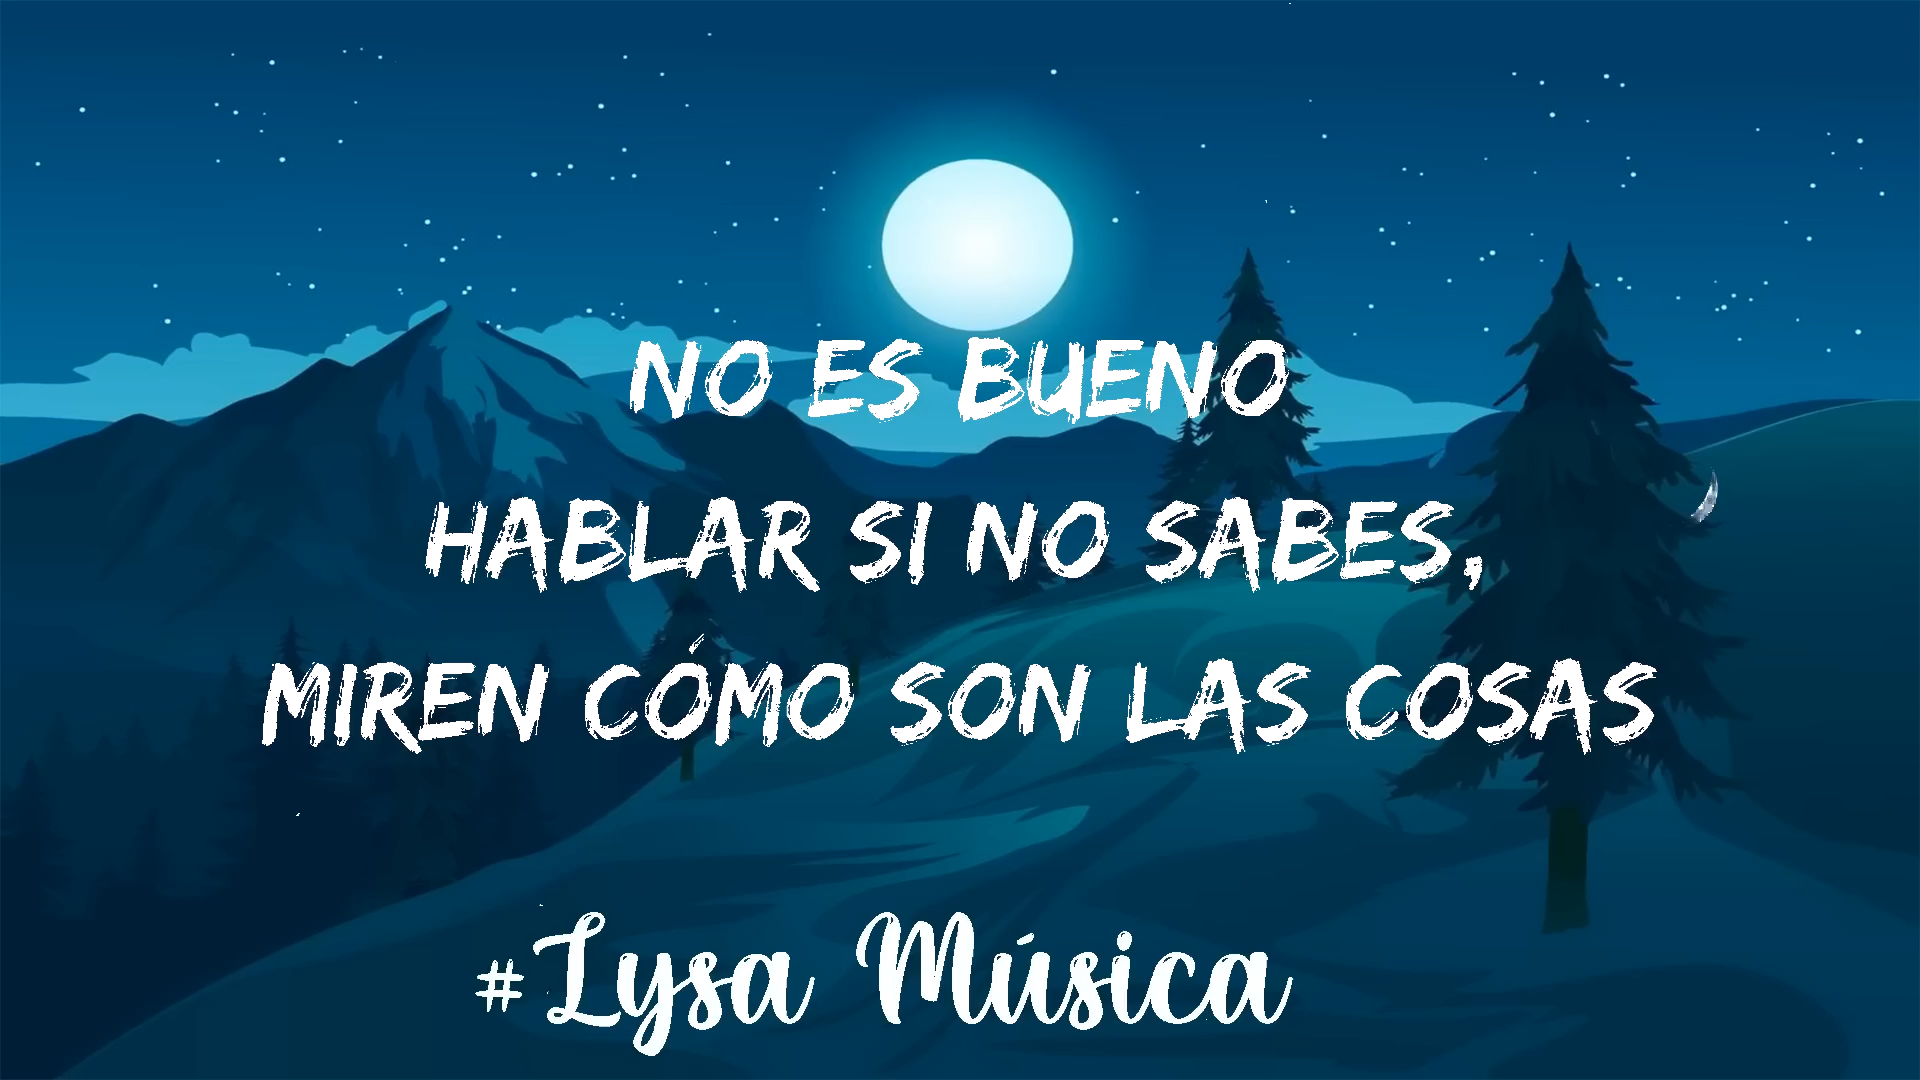 NO ES BUENO
HABLAR SI NO SABES,
MIREN CÓMO SON LAS COSAS
#Lysa Música